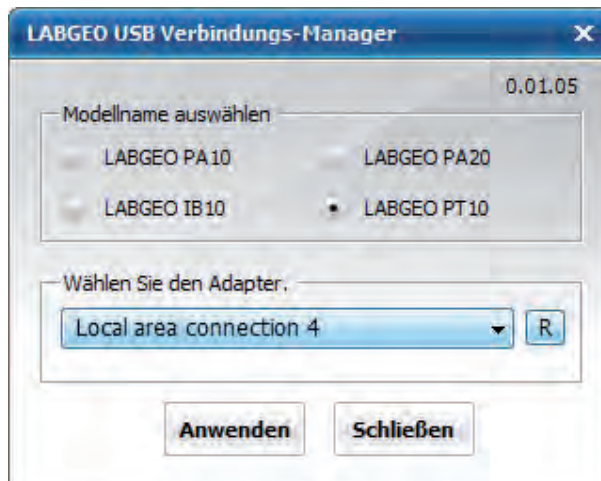 LABGEO USB Verbindungs-Manager
0.01.05
Modellname auswählen
LABGEO PA10 LABGEO PA20
LABGEO IB10 LABGEO PT10
Wählen Sie den Adapter.
Local area connection 4 R
Anwenden Schließen